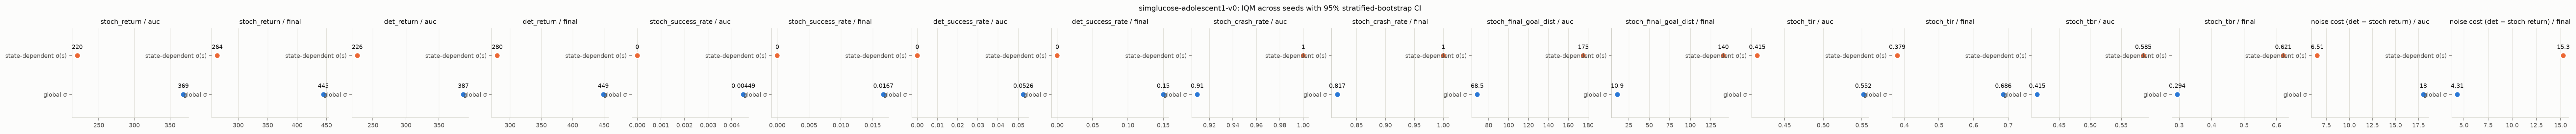 simglucose-adolescent1-v0: IQM across seeds with 95% stratified-bootstrap CI
stoch_return / auc
state-dependent σ(s)
220
global σ
369
250 300 350
stoch_return / final
state-dependent σ(s)
264
global σ
445
300 350 400 450
det_return / auc
state-dependent σ(s)
226
global σ
387
250 300 350
det_return / final
state-dependent σ(s)
280
global σ
449
300 350 400 450
stoch_success_rate / auc
state-dependent σ(s)
0
global σ
0.00449
0.000 0.001 0.002 0.003 0.004
stoch_success_rate / final
state-dependent σ(s)
0
global σ
0.0167
0.000 0.005 0.010 0.015
det_success_rate / auc
state-dependent σ(s)
0
global σ
0.0526
0.00 0.01 0.02 0.03 0.04 0.05
det_success_rate / final
state-dependent σ(s)
0
global σ
0.15
0.00 0.05 0.10 0.15
stoch_crash_rate / auc
state-dependent σ(s)
1
global σ
0.91
0.92 0.94 0.96 0.98 1.00
stoch_crash_rate / final
state-dependent σ(s)
1
global σ
0.817
0.85 0.90 0.95 1.00
stoch_final_goal_dist / auc
state-dependent σ(s)
175
global σ
68.5
80 100 120 140 160 180
stoch_final_goal_dist / final
state-dependent σ(s)
140
global σ
10.9
25 50 75 100 125
stoch_tir / auc
state-dependent σ(s)
0.415
global σ
0.552
0.45 0.50 0.55
stoch_tir / final
state-dependent σ(s)
0.379
global σ
0.686
0.4 0.5 0.6 0.7
stoch_tbr / auc
state-dependent σ(s)
0.585
global σ
0.415
0.45 0.50 0.55
stoch_tbr / final
state-dependent σ(s)
0.621
global σ
0.294
0.3 0.4 0.5 0.6
noise cost (det − stoch return) / auc
state-dependent σ(s)
6.51
global σ
18
7.5 10.0 12.5 15.0 17.5
noise cost (det − stoch return) / final
state-dependent σ(s)
15.3
global σ
4.31
5.0 7.5 10.0 12.5 15.0